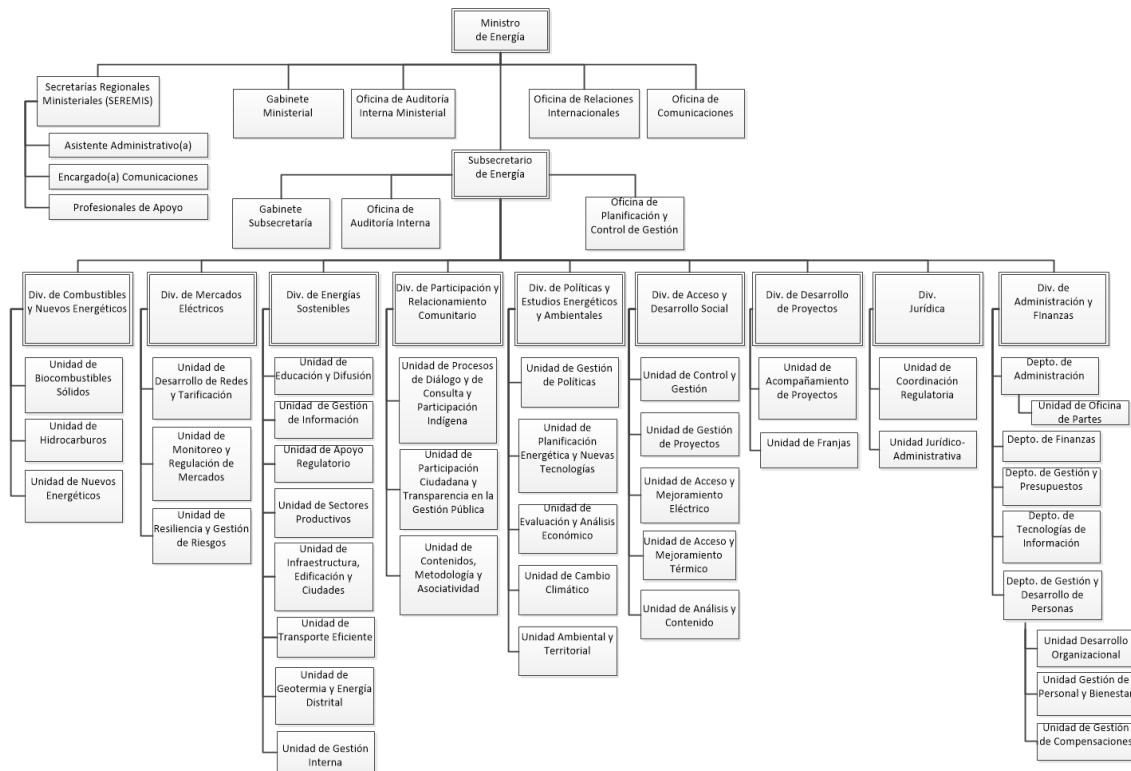 Ministro
de Energía
Secretarías Regionales
Ministeriales (SEREMIS)
Asistente Administrativo(a)
Encargado(a) Comunicaciones
Profesionales de Apoyo
Gabinete
Ministerial
Oficina de Auditoría
Interna Ministerial
Oficina de Relaciones
Internacionales
Oficina de
Comunicaciones
Subsecretario
de Energía
Gabinete
Subsecretaría
Oficina de
Auditoría Interna
Oficina de
Planificación y
Control de Gestión
Div. de Combustibles
y Nuevos Energéticos
Unidad de
Biocombustibles
Sólidos
Unidad de
Hidrocarburos
Unidad de Nuevos
Energéticos
Div. de Mercados
Eléctricos
Unidad de
Desarrollo de Redes
y Tarificación
Unidad de
Monitoreo y
Regulación de
Mercados
Unidad de
Resiliencia y Gestión
de Riesgos
Div. de Energías
Sostenibles
Unidad de
Educación y Difusión
Unidad de Gestión
de Información
Unidad de Apoyo
Regulatorio
Unidad de Sectores
Productivos
Unidad de
Infraestructura,
Edificación y
Ciudades
Unidad de
Transporte Eficiente
Unidad de
Geotermia y Energía
Distrital
Unidad de Gestión
Interna
Div. de Participación y
Relacionamiento
Comunitario
Unidad de Procesos
de Diálogo y de
Consulta y
Participación
Indígena
Unidad de
Participación
Ciudadana y
Transparencia en la
Gestión Pública
Unidad de
Contenidos,
Metodología y
Asociatividad
Div. de Políticas y
Estudios Energéticos
y Ambientales
Unidad de Gestión
de Políticas
Unidad de
Planificación
Energética y Nuevas
Tecnologías
Unidad de
Evaluación y Análisis
Económico
Unidad de Cambio
Climático
Unidad Ambiental y
Territorial
Div. de Acceso y
Desarrollo Social
Unidad de Control y
Gestión
Unidad de Gestión
de Proyectos
Unidad de Acceso y
Mejoramiento
Eléctrico
Unidad de Acceso y
Mejoramiento
Térmico
Unidad de Análisis y
Contenido
Div. de Desarrollo
de Proyectos
Unidad de
Acompañamiento
de Proyectos
Unidad de Franjas
Div.
Jurídica
Unidad de
Coordinación
Regulatoria
Unidad Jurídico-
Administrativa
Div. de
Administración y
FInanzas
Depto. de
Administración
Unidad de Oficina
de Partes
Depto. de Finanzas
Depto. de Gestión y
Presupuestos
Depto. de
Tecnologías de
Información
Depto. de Gestión y
Desarrollo de
Personas
Unidad Desarrollo
Organizacional
Unidad Gestión de
Personal y Bienestar
Unidad de Gestión
de Compensaciones